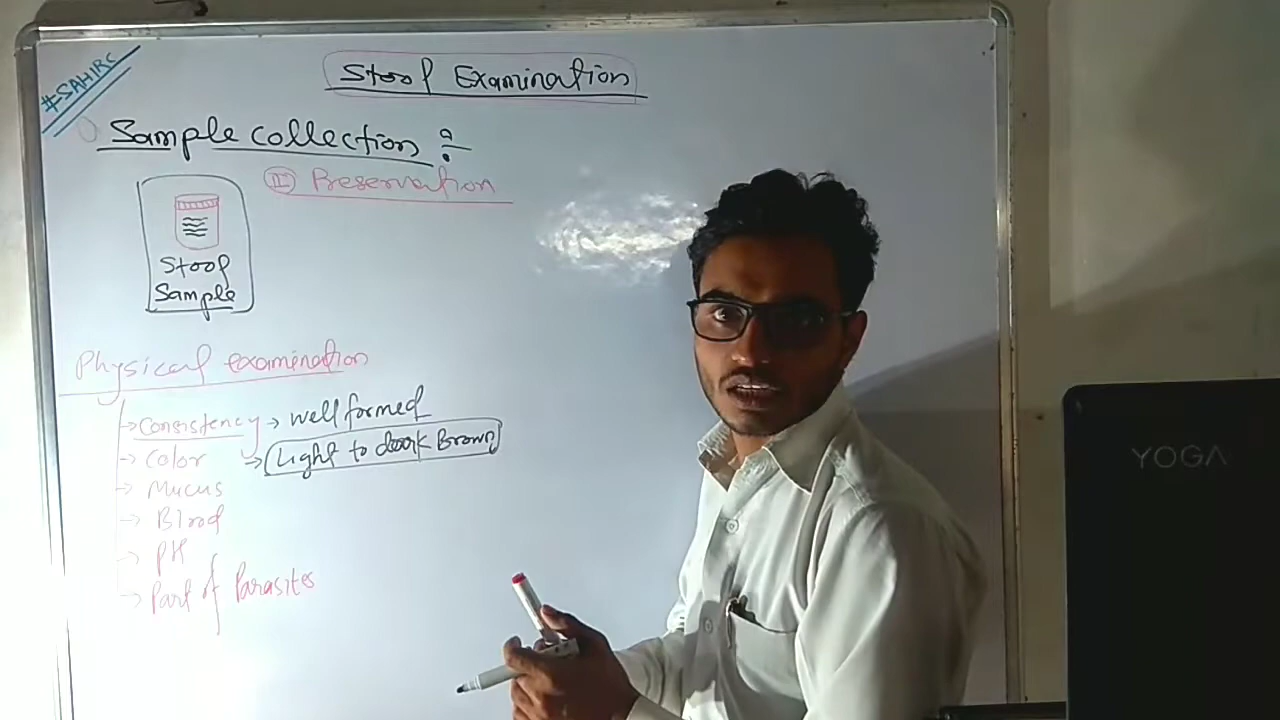 #SAHIRC
Stool Examination
Sample collection :-
II Preservation
Stool
Sample
Physical examination
→ Consistency → well formed
→ Color → Light to dark Brown
→ Mucus
→ Blood
→ PH
→ Part of Parasites
YOGA